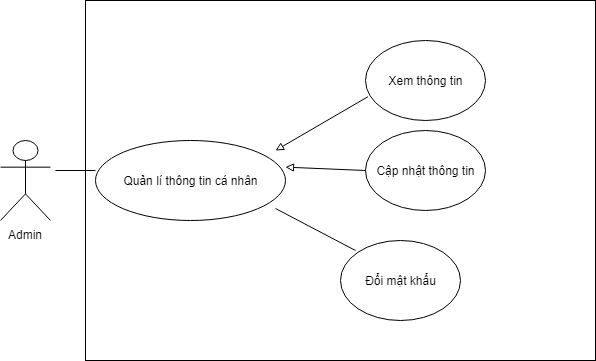 Xem thông tin
Quản lí thông tin cá nhân
Cập nhật thông tin
Admin
Đổi mật khẩu